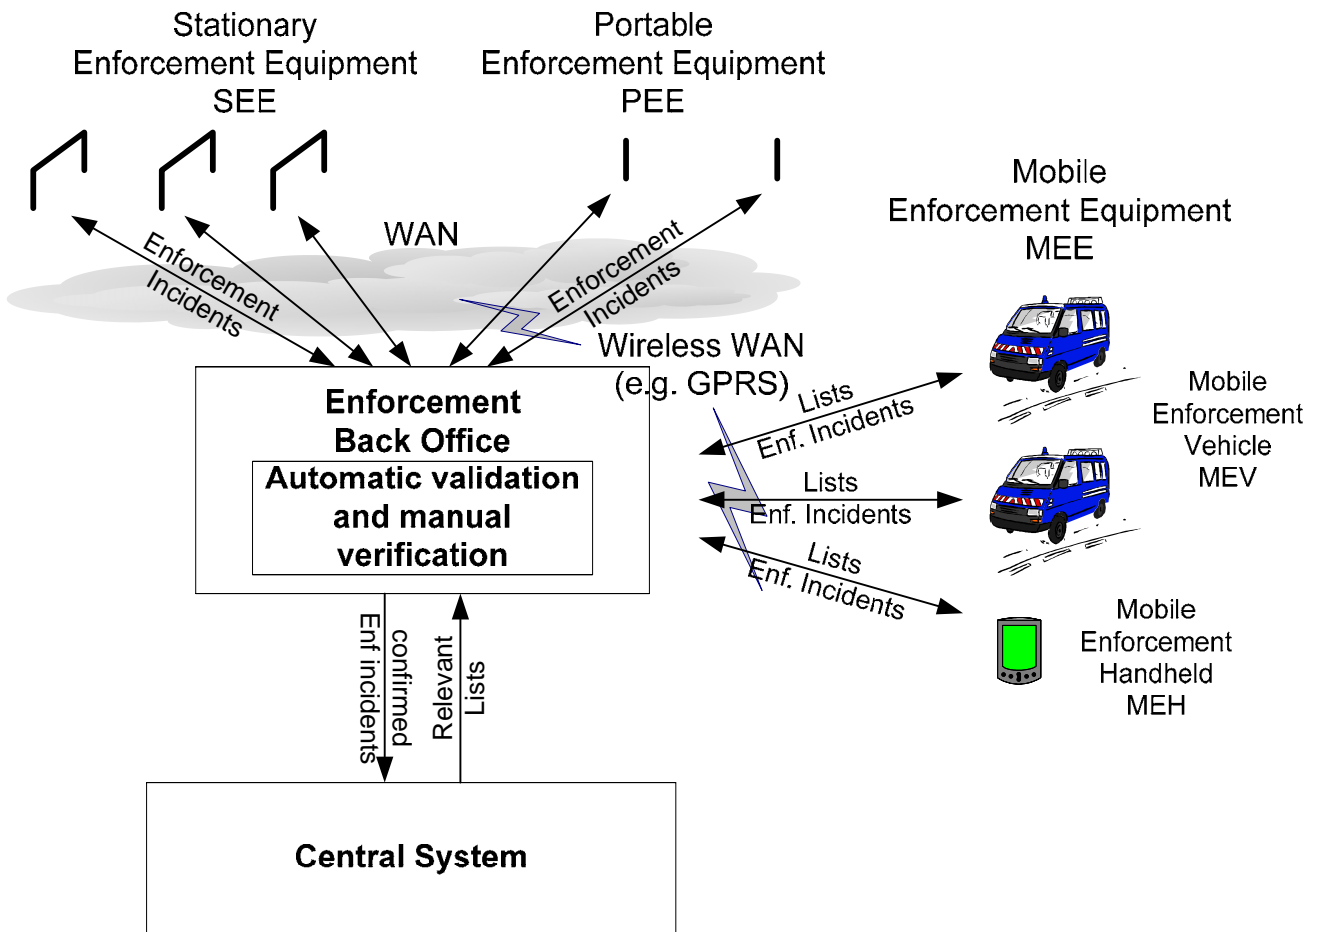 Stationary
Enforcement Equipment
SEE
Portable
Enforcement Equipment
PEE
Mobile
Enforcement Equipment
MEE
WAN
Enforcement
Incidents
Enforcement
Incidents
Wireless WAN
(e.g. GPRS)
Enforcement
Back Office
Automatic validation
and manual
verification
Lists
Enf. Incidents
Lists
Enf. Incidents
Lists
Enf. Incidents
Mobile
Enforcement
Vehicle
MEV
Mobile
Enforcement
Handheld
MEH
confirmed
Enf incidents
Relevant
Lists
Central System